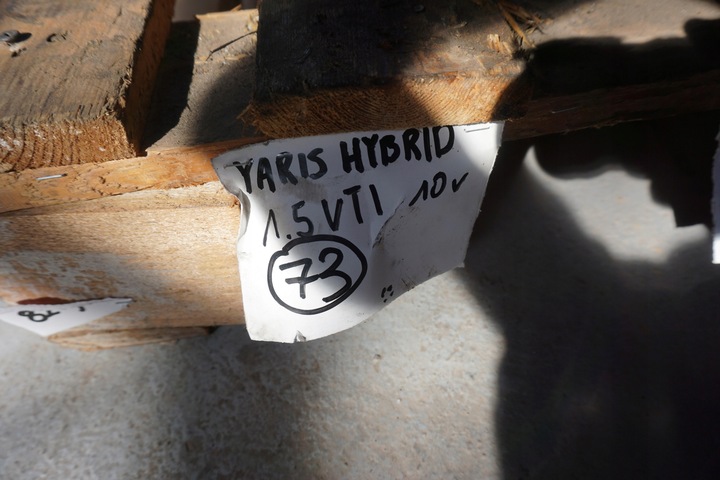 YARIS HYBRID
1.5 VTI 10v
73